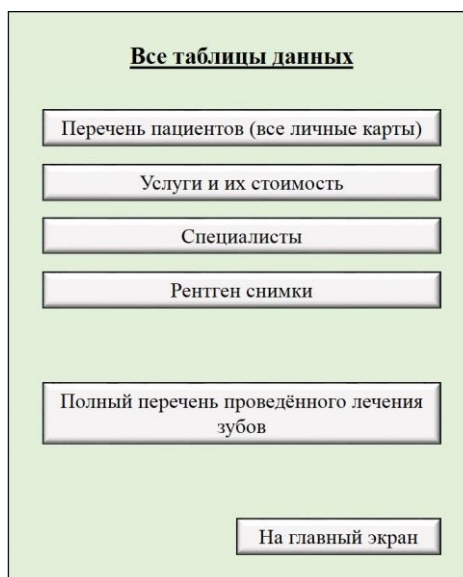 Все таблицы данных
Перечень пациентов (все личные карты)
Услуги и их стоимость
Специалисты
Рентген снимки
Полный перечень проведённого лечения
зубов
На главный экран